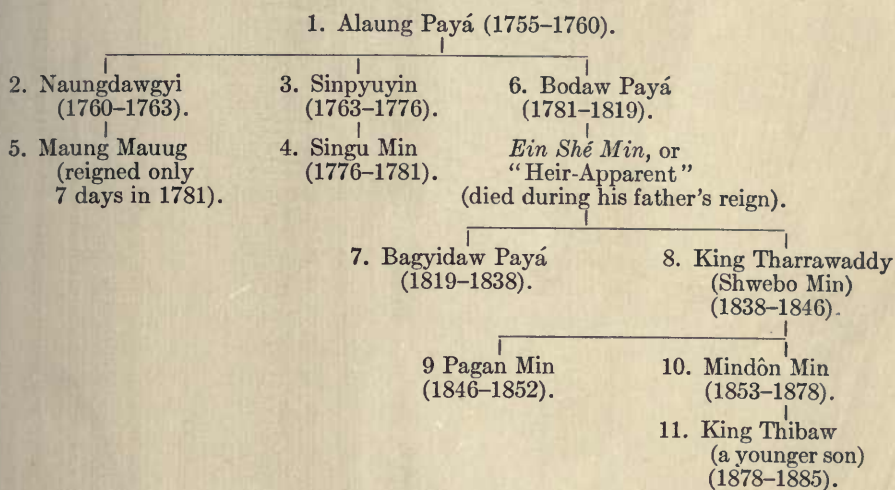 1. Alaung Payá (1755–1760).
2. Naungdawgyi
(1760–1763).
3. Sinpyuyin
(1763–1776).
6. Bodaw Payá
(1781–1819).
5. Maung Mauug
(reigned only
7 days in 1781).
4. Singu Min
(1776–1781).
Ein Shé Min, or
"Heir-Apparent"
(died during his father's reign).
7. Bagyidaw Payá
(1819–1838).
8. King Tharrawaddy
(Shwebo Min)
(1838–1846).
9 Pagan Min
(1846–1852).
10. Mindôn Min
(1853–1878).
11. King Thibaw
(a younger son)
(1878–1885).